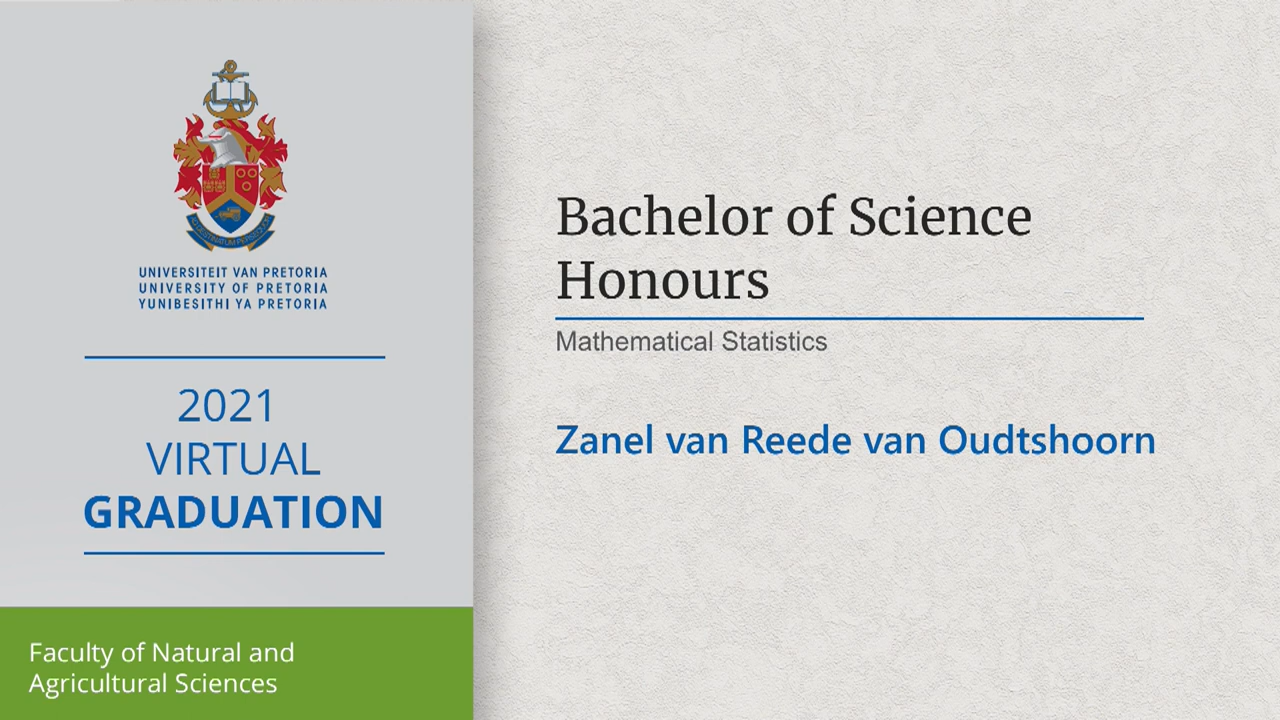 UNIVERSITEIT VAN PRETORIA
UNIVERSITY OF PRETORIA
YUNIBESITHI YA PRETORIA
2021
VIRTUAL
GRADUATION
Faculty of Natural and
Agricultural Sciences
Bachelor of Science
Honours
Mathematical Statistics
Zanel van Reede van Oudtshoorn